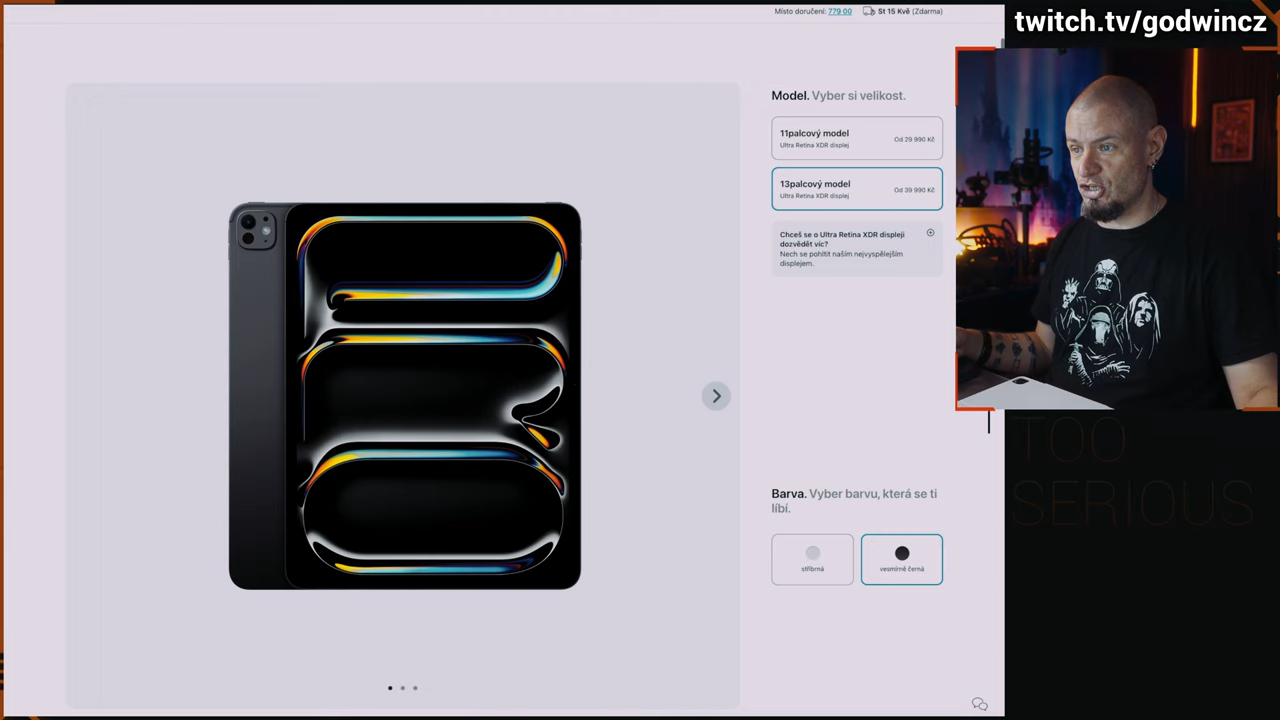 Místo doručení: 779 00 St 15 Kvě (Zdarma)
twitch.tv/godwincz
Model. Vyber si velikost.
11palcový model
Ultra Retina XDR displej
Od 29 990 Kč
13palcový model
Ultra Retina XDR displej
Od 39 990 Kč
Chceš se o Ultra Retina XDR displeji
dozvědět víc?
Nech se pohltit naším nejvyspělejším
displejem.
Barva. Vyber barvu, která se ti
líbí.
stříbrná
vesmírně černá
TOO
SERIOUS